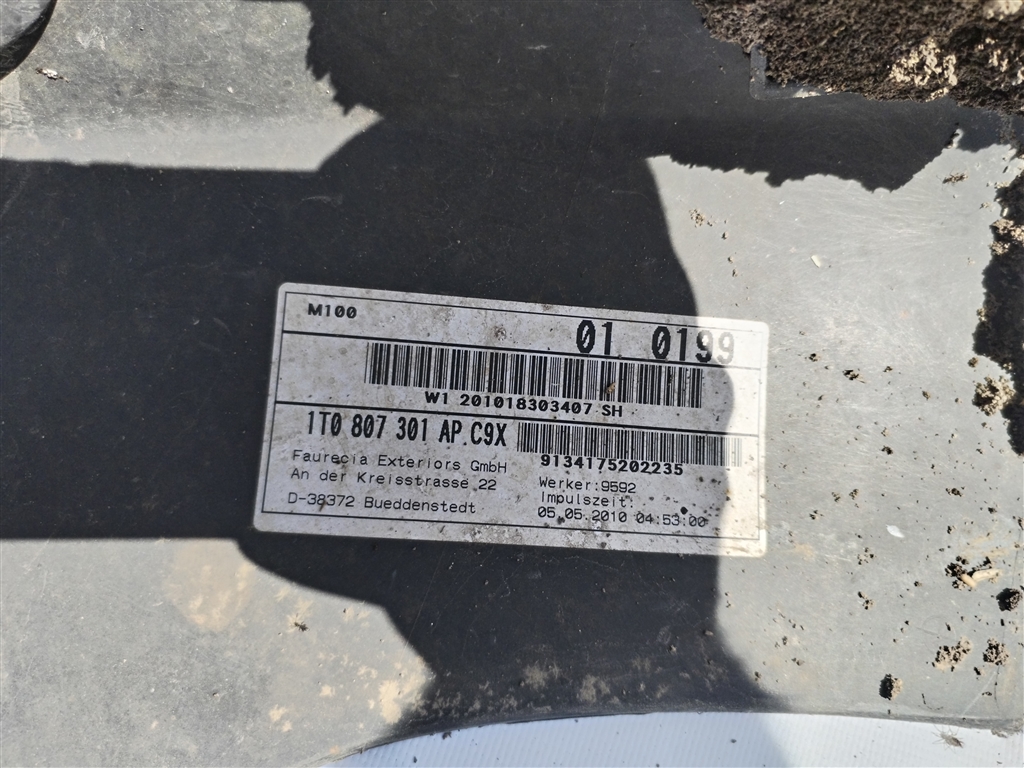 M100
01 0199
W1 201018303407 SH
1T0 807 301 AP.C9X
9134175202235
Faurecia Exteriors GmbH
An der Kreisstrasse 22
D-38372 Bueddenstedt
Werker:9592
Impulszeit:
05.05.2010 04:53:00